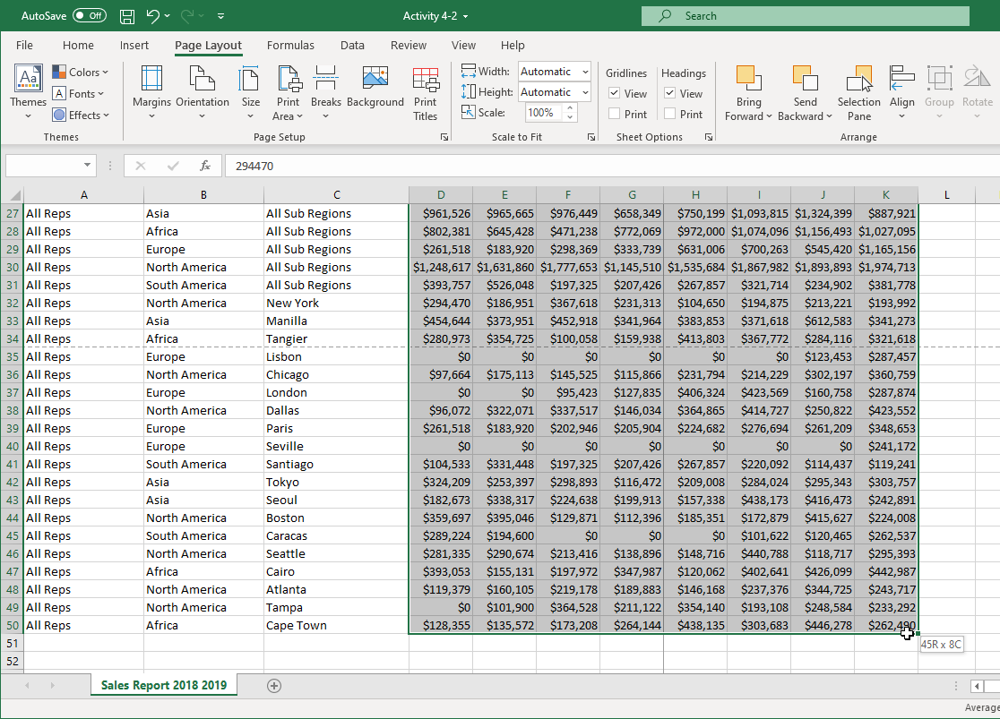 AutoSave Off Activity 4-2 Search
File Home Insert Page Layout Formulas Data Review View Help
Themes Colors Fonts Effects Themes
Margins Orientation Size Print Area Breaks Background Print Titles Page Setup
Width: Automatic
Height: Automatic
Scale: 100%
Scale to Fit
Gridlines Headings
View View
Print Print
Sheet Options
Bring Forward Send Backward Selection Pane Align Group Rotate
Arrange
fx 294470
A B C D E F G H I J K L
27 All Reps Asia All Sub Regions $961,526 $965,665 $976,449 $658,349 $750,199 $1,093,815 $1,324,399 $887,921
28 All Reps Africa All Sub Regions $802,381 $645,428 $471,238 $772,069 $972,000 $1,074,096 $1,156,493 $1,027,095
29 All Reps Europe All Sub Regions $261,518 $183,920 $298,369 $333,739 $631,006 $700,263 $545,420 $1,165,156
30 All Reps North America All Sub Regions $1,248,617 $1,631,860 $1,777,653 $1,145,510 $1,535,684 $1,867,982 $1,893,893 $1,974,713
31 All Reps South America All Sub Regions $393,757 $526,048 $197,325 $207,426 $267,857 $321,714 $234,902 $381,778
32 All Reps North America New York $294,470 $186,951 $367,618 $231,313 $104,650 $194,875 $213,221 $193,992
33 All Reps Asia Manilla $454,644 $373,951 $452,918 $341,964 $383,853 $371,618 $612,583 $341,273
34 All Reps Africa Tangier $280,973 $354,725 $100,058 $159,938 $413,803 $367,772 $284,116 $321,618
35 All Reps Europe Lisbon $0 $0 $0 $0 $0 $0 $123,453 $287,457
36 All Reps North America Chicago $97,664 $175,113 $145,525 $115,866 $231,794 $214,229 $302,197 $360,759
37 All Reps Europe London $0 $0 $95,423 $127,835 $406,324 $423,569 $160,758 $287,874
38 All Reps North America Dallas $96,072 $322,071 $337,517 $146,034 $364,865 $414,727 $250,822 $423,552
39 All Reps Europe Paris $261,518 $183,920 $202,946 $205,904 $224,682 $276,694 $261,209 $348,653
40 All Reps Europe Seville $0 $0 $0 $0 $0 $0 $0 $241,172
41 All Reps South America Santiago $104,533 $331,448 $197,325 $207,426 $267,857 $220,092 $114,437 $119,241
42 All Reps Asia Tokyo $324,209 $253,397 $298,893 $116,472 $209,008 $284,024 $295,343 $303,757
43 All Reps Asia Seoul $182,673 $338,317 $224,638 $199,913 $157,338 $438,173 $416,473 $242,891
44 All Reps North America Boston $359,697 $395,046 $129,871 $112,396 $185,351 $172,879 $415,627 $224,008
45 All Reps South America Caracas $289,224 $194,600 $0 $0 $0 $101,622 $120,465 $262,537
46 All Reps North America Seattle $281,335 $290,674 $213,416 $138,896 $148,716 $440,788 $118,717 $295,393
47 All Reps Africa Cairo $393,053 $155,131 $197,972 $347,987 $120,062 $402,641 $426,099 $442,987
48 All Reps North America Atlanta $119,379 $160,105 $219,178 $189,883 $146,168 $237,376 $344,725 $243,717
49 All Reps North America Tampa $0 $101,900 $364,528 $211,122 $354,140 $193,108 $248,584 $233,292
50 All Reps Africa Cape Town $128,355 $135,572 $173,208 $264,144 $438,135 $303,683 $446,278 $262,490
51 45R x 8C
52
Sales Report 2018 2019
Average